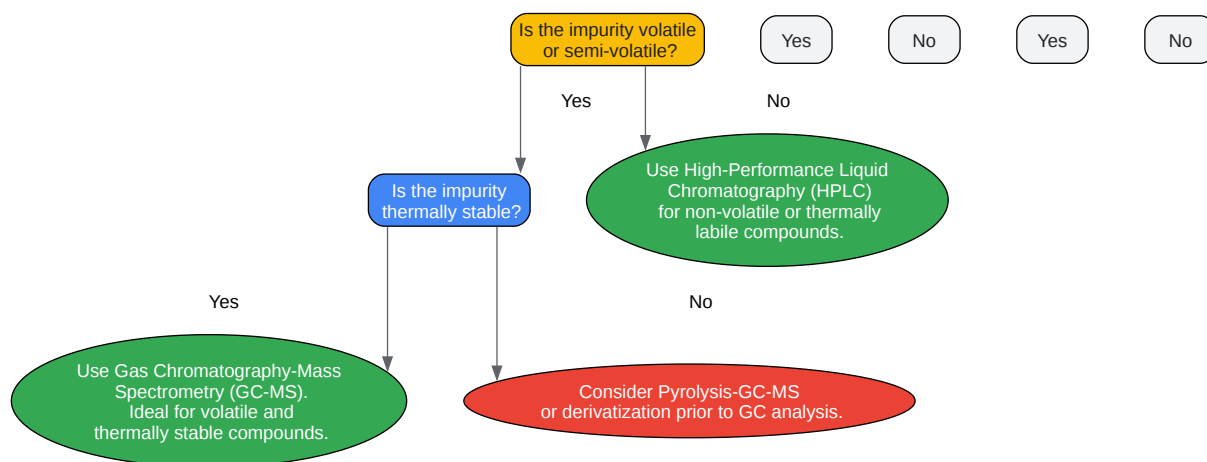 Is the impurity volatile
or semi-volatile?
Yes
No
Yes
No
Yes
No
Use High-Performance Liquid
Chromatography (HPLC)
for non-volatile or thermally
labile compounds.
Is the impurity
thermally stable?
Yes
No
Use Gas Chromatography-Mass
Spectrometry (GC-MS).
Ideal for volatile and
thermally stable compounds.
Consider Pyrolysis-GC-MS
or derivatization prior to GC analysis.